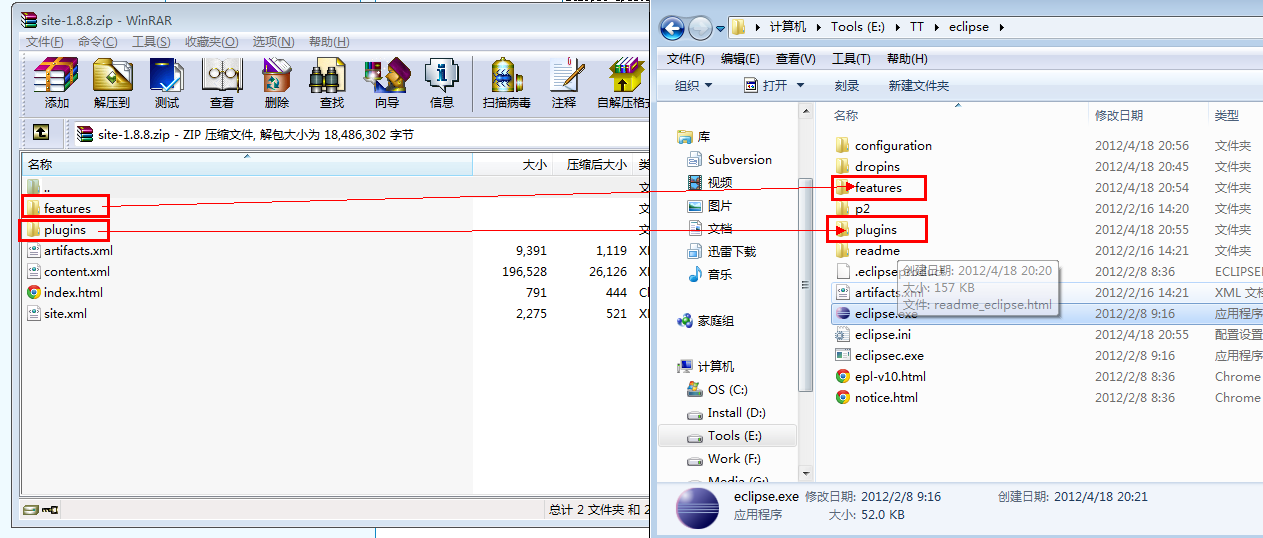 site-1.8.8.zip - WinRAR
文件(F) 命令(C) 工具(S) 收藏夹(O) 选项(N) 帮助(H)
添加 解压到 测试 查看 删除 查找 向导 信息 扫描病毒 注释 自解压格式
site-1.8.8.zip - ZIP 压缩文件, 解包大小为 18,486,302 字节
名称 大小 压缩后大小
..
features
plugins
artifacts.xml 9,391 1,119
content.xml 196,528 26,126
index.html 791 444
site.xml 2,275 521
总计 2 文件夹 和
计算机 Tools (E:) TT eclipse
文件(F) 编辑(E) 查看(V) 工具(T) 帮助(H)
组织 打开 刻录 新建文件夹
库
Subversion
视频
图片
文档
迅雷下载
音乐
家庭组
计算机
OS (C:)
Install (D:)
Tools (E:)
Work (F:)
Media (G:)
名称 修改日期 类型
configuration 2012/4/18 20:56 文件夹
dropins 2012/4/18 20:45 文件夹
features 2012/4/18 20:54 文件夹
p2 2012/2/16 14:20 文件夹
plugins 2012/4/18 20:55 文件夹
readme 2012/2/16 14:21 文件夹
.eclipseproduct 2012/2/8 8:36 ECLIPSE
artifacts.xml 2012/2/16 14:21 XML 文档
eclipse.exe 2012/2/8 9:16 应用程序
eclipse.ini 2012/4/18 20:55 配置设置
eclipsec.exe 2012/2/8 9:16 应用程序
epl-v10.html 2012/2/8 8:36 Chrome
notice.html 2012/2/8 8:36 Chrome
创建日期: 2012/4/18 20:20
大小: 157 KB
文件: readme_eclipse.html
eclipse.exe 修改日期: 2012/2/8 9:16 创建日期: 2012/4/18 20:21
应用程序 大小: 52.0 KB